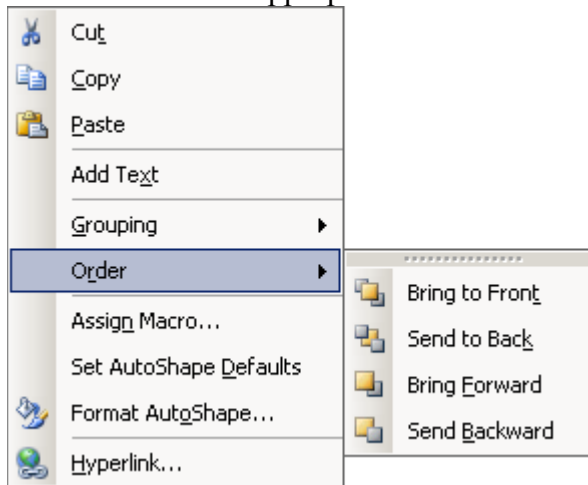 Cut
Copy
Paste
Add Text
Grouping
Order
Assign Macro...
Set AutoShape Defaults
Format AutoShape...
Hyperlink...
Bring to Front
Send to Back
Bring Forward
Send Backward